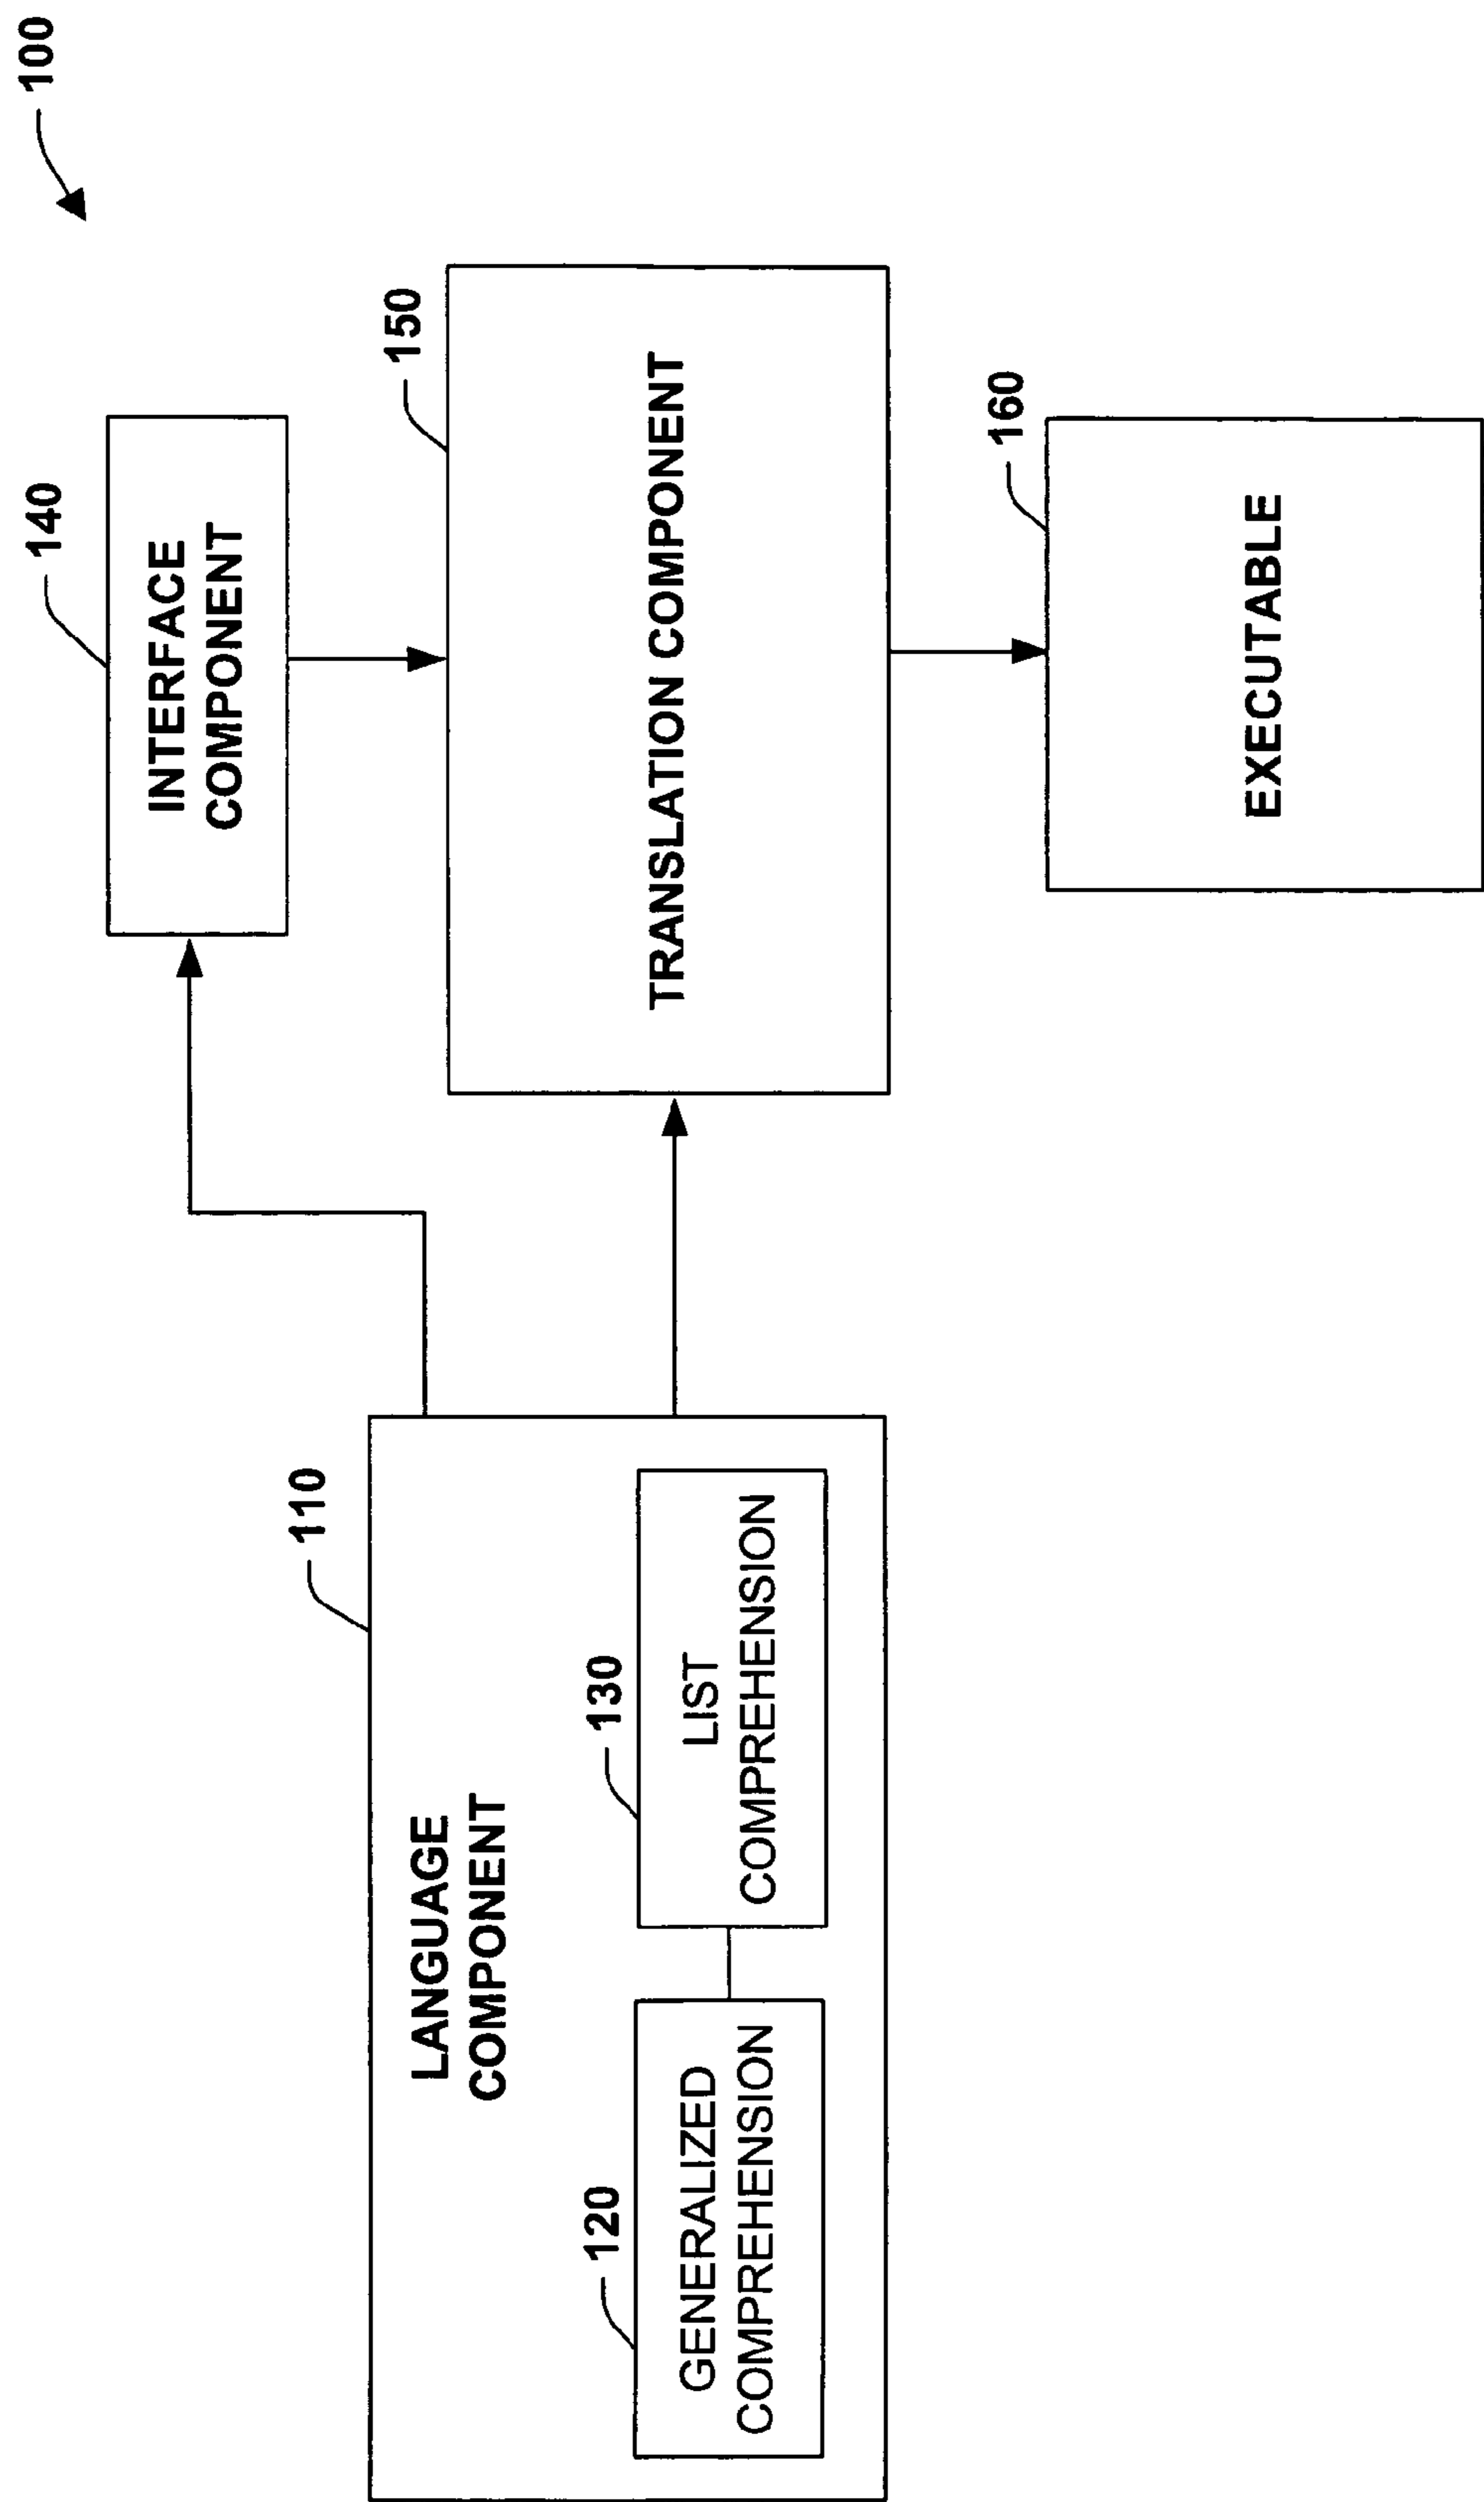 100
140
INTERFACE
COMPONENT
150
TRANSLATION COMPONENT
160
EXECUTABLE
110
LANGUAGE
COMPONENT
120
GENERALIZED
COMPREHENSION
130
LIST
COMPREHENSION